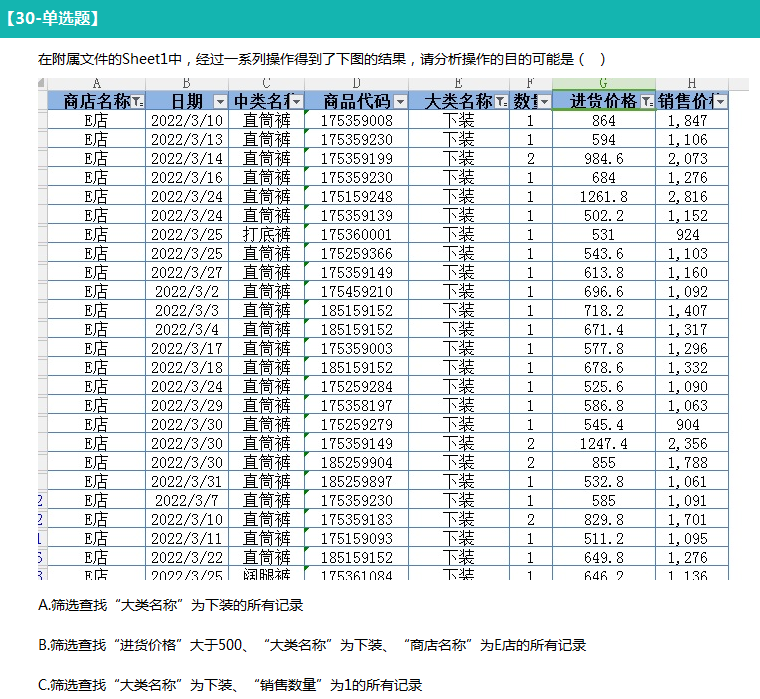 【30-单选题】
在附属文件的Sheet1中，经过一系列操作得到了下图的结果，请分析操作的目的可能是（ ）
A B C D E F G H
商店名称 日期 中类名称 商品代码 大类名称 数量 进货价格 销售价格
E店 2022/3/10 直筒裤 175359008 下装 1 864 1,847
E店 2022/3/13 直筒裤 175359230 下装 1 594 1,106
E店 2022/3/14 直筒裤 175359199 下装 2 984.6 2,073
E店 2022/3/16 直筒裤 175359230 下装 1 684 1,276
E店 2022/3/24 直筒裤 175159248 下装 1 1261.8 2,816
E店 2022/3/24 直筒裤 175359139 下装 1 502.2 1,152
E店 2022/3/25 打底裤 175360001 下装 1 531 924
E店 2022/3/25 直筒裤 175259366 下装 1 543.6 1,103
E店 2022/3/27 直筒裤 175359149 下装 1 613.8 1,160
E店 2022/3/2 直筒裤 175459210 下装 1 696.6 1,092
E店 2022/3/3 直筒裤 185159152 下装 1 718.2 1,407
E店 2022/3/4 直筒裤 185159152 下装 1 671.4 1,317
E店 2022/3/17 直筒裤 175359003 下装 1 577.8 1,296
E店 2022/3/18 直筒裤 185159152 下装 1 678.6 1,332
E店 2022/3/24 直筒裤 175259284 下装 1 525.6 1,090
E店 2022/3/29 直筒裤 175358197 下装 1 586.8 1,063
E店 2022/3/30 直筒裤 175259279 下装 1 545.4 904
E店 2022/3/30 直筒裤 175359149 下装 2 1247.4 2,356
E店 2022/3/30 直筒裤 185259904 下装 2 855 1,788
E店 2022/3/31 直筒裤 185259897 下装 1 532.8 1,061
2 E店 2022/3/7 直筒裤 175359230 下装 1 585 1,091
2 E店 2022/3/10 直筒裤 175359183 下装 2 829.8 1,701
1 E店 2022/3/11 直筒裤 175159093 下装 1 511.2 1,095
E店 2022/3/22 直筒裤 185159152 下装 1 649.8 1,276
E店 2022/3/25 阔腿裤 175361084 下装 1 646.2 1,136
A.筛选查找“大类名称”为下装的所有记录
B.筛选查找“进货价格”大于500、“大类名称”为下装、“商店名称”为E店的所有记录
C.筛选查找“大类名称”为下装、“销售数量”为1的所有记录